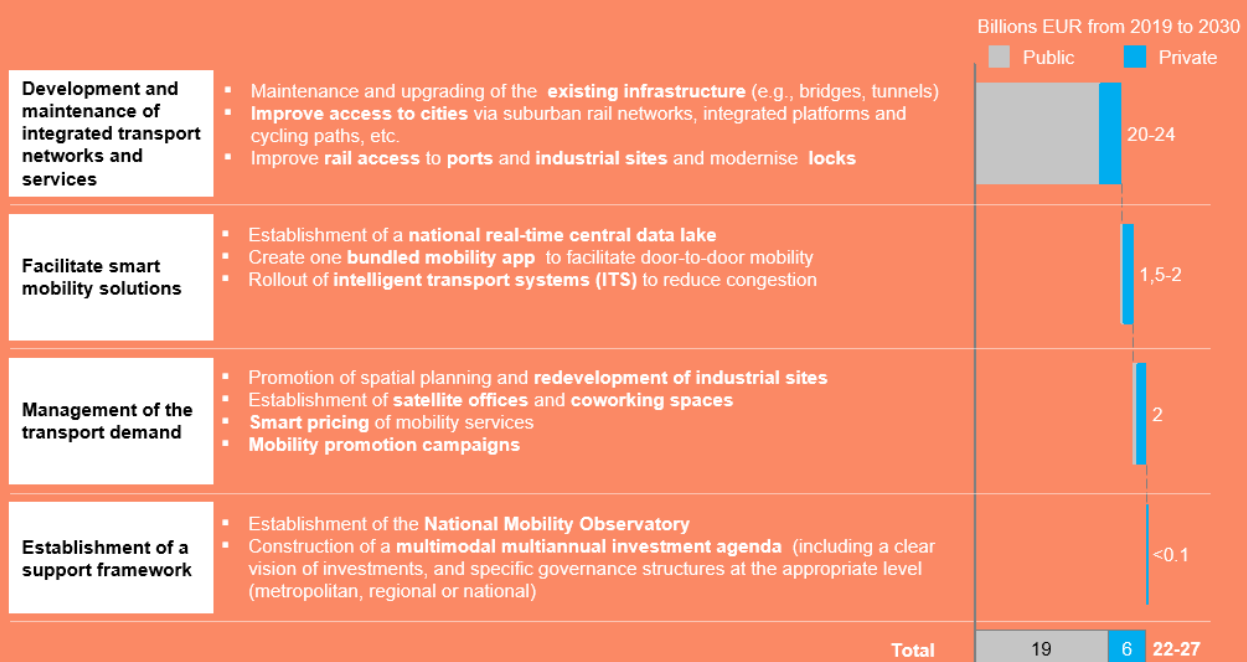 Billions EUR from 2019 to 2030
Public
Private
Development and
maintenance of
integrated transport
networks and
services
▪ Maintenance and upgrading of the existing infrastructure (e.g., bridges, tunnels)
▪ Improve access to cities via suburban rail networks, integrated platforms and
cycling paths, etc.
▪ Improve rail access to ports and industrial sites and modernise locks
20-24
Facilitate smart
mobility solutions
▪ Establishment of a national real-time central data lake
▪ Create one bundled mobility app to facilitate door-to-door mobility
▪ Rollout of intelligent transport systems (ITS) to reduce congestion
1,5-2
Management of the
transport demand
▪ Promotion of spatial planning and redevelopment of industrial sites
▪ Establishment of satellite offices and coworking spaces
▪ Smart pricing of mobility services
▪ Mobility promotion campaigns
2
Establishment of a
support framework
▪ Establishment of the National Mobility Observatory
▪ Construction of a multimodal multiannual investment agenda (including a clear
vision of investments, and specific governance structures at the appropriate level
(metropolitan, regional or national)
<0.1
Total
19
6
22-27